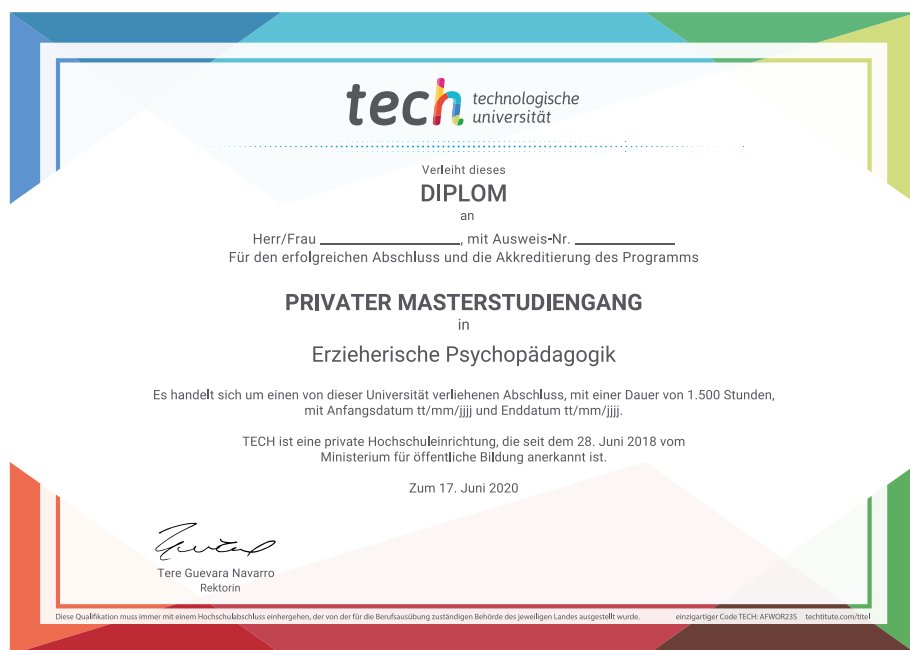 tech technologische
universität
Verleiht dieses
DIPLOM
an
Herr/Frau ____________________, mit Ausweis-Nr. __________________
Für den erfolgreichen Abschluss und die Akkreditierung des Programms
PRIVATER MASTERSTUDIENGANG
in
Erzieherische Psychopädagogik
Es handelt sich um einen von dieser Universität verliehenen Abschluss, mit einer Dauer von 1.500 Stunden,
mit Anfangsdatum tt/mm/jjjj und Enddatum tt/mm/jjjj.
TECH ist eine private Hochschuleinrichtung, die seit dem 28. Juni 2018 vom
Ministerium für öffentliche Bildung anerkannt ist.
Zum 17. Juni 2020
Tere Guevara Navarro
Rektorin
Diese Qualifikation muss immer mit einem Hochschulabschluss einhergehen, der von der für die Berufsausübung zuständigen Behörde des jeweiligen Landes ausgestellt wurde. einzigartiger Code TECH: AFWOR23S techtitute.com/titel